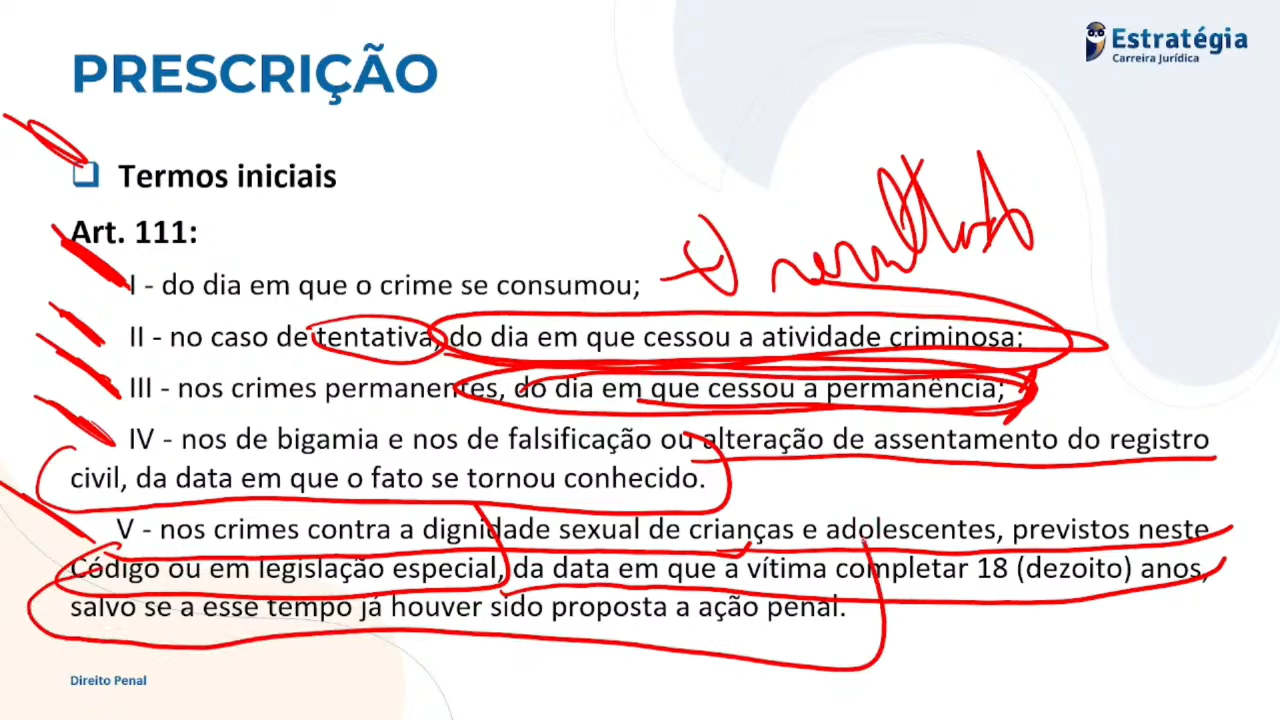 Estratégia
Carreira Jurídica
PRESCRIÇÃO
Termos iniciais
Art. 111:
resultado
I - do dia em que o crime se consumou;
II - no caso de tentativa, do dia em que cessou a atividade criminosa;
III - nos crimes permanentes, do dia em que cessou a permanência;
IV - nos de bigamia e nos de falsificação ou alteração de assentamento do registro
civil, da data em que o fato se tornou conhecido.
V - nos crimes contra a dignidade sexual de crianças e adolescentes, previstos neste
Código ou em legislação especial, da data em que a vítima completar 18 (dezoito) anos,
salvo se a esse tempo já houver sido proposta a ação penal.
Direito Penal